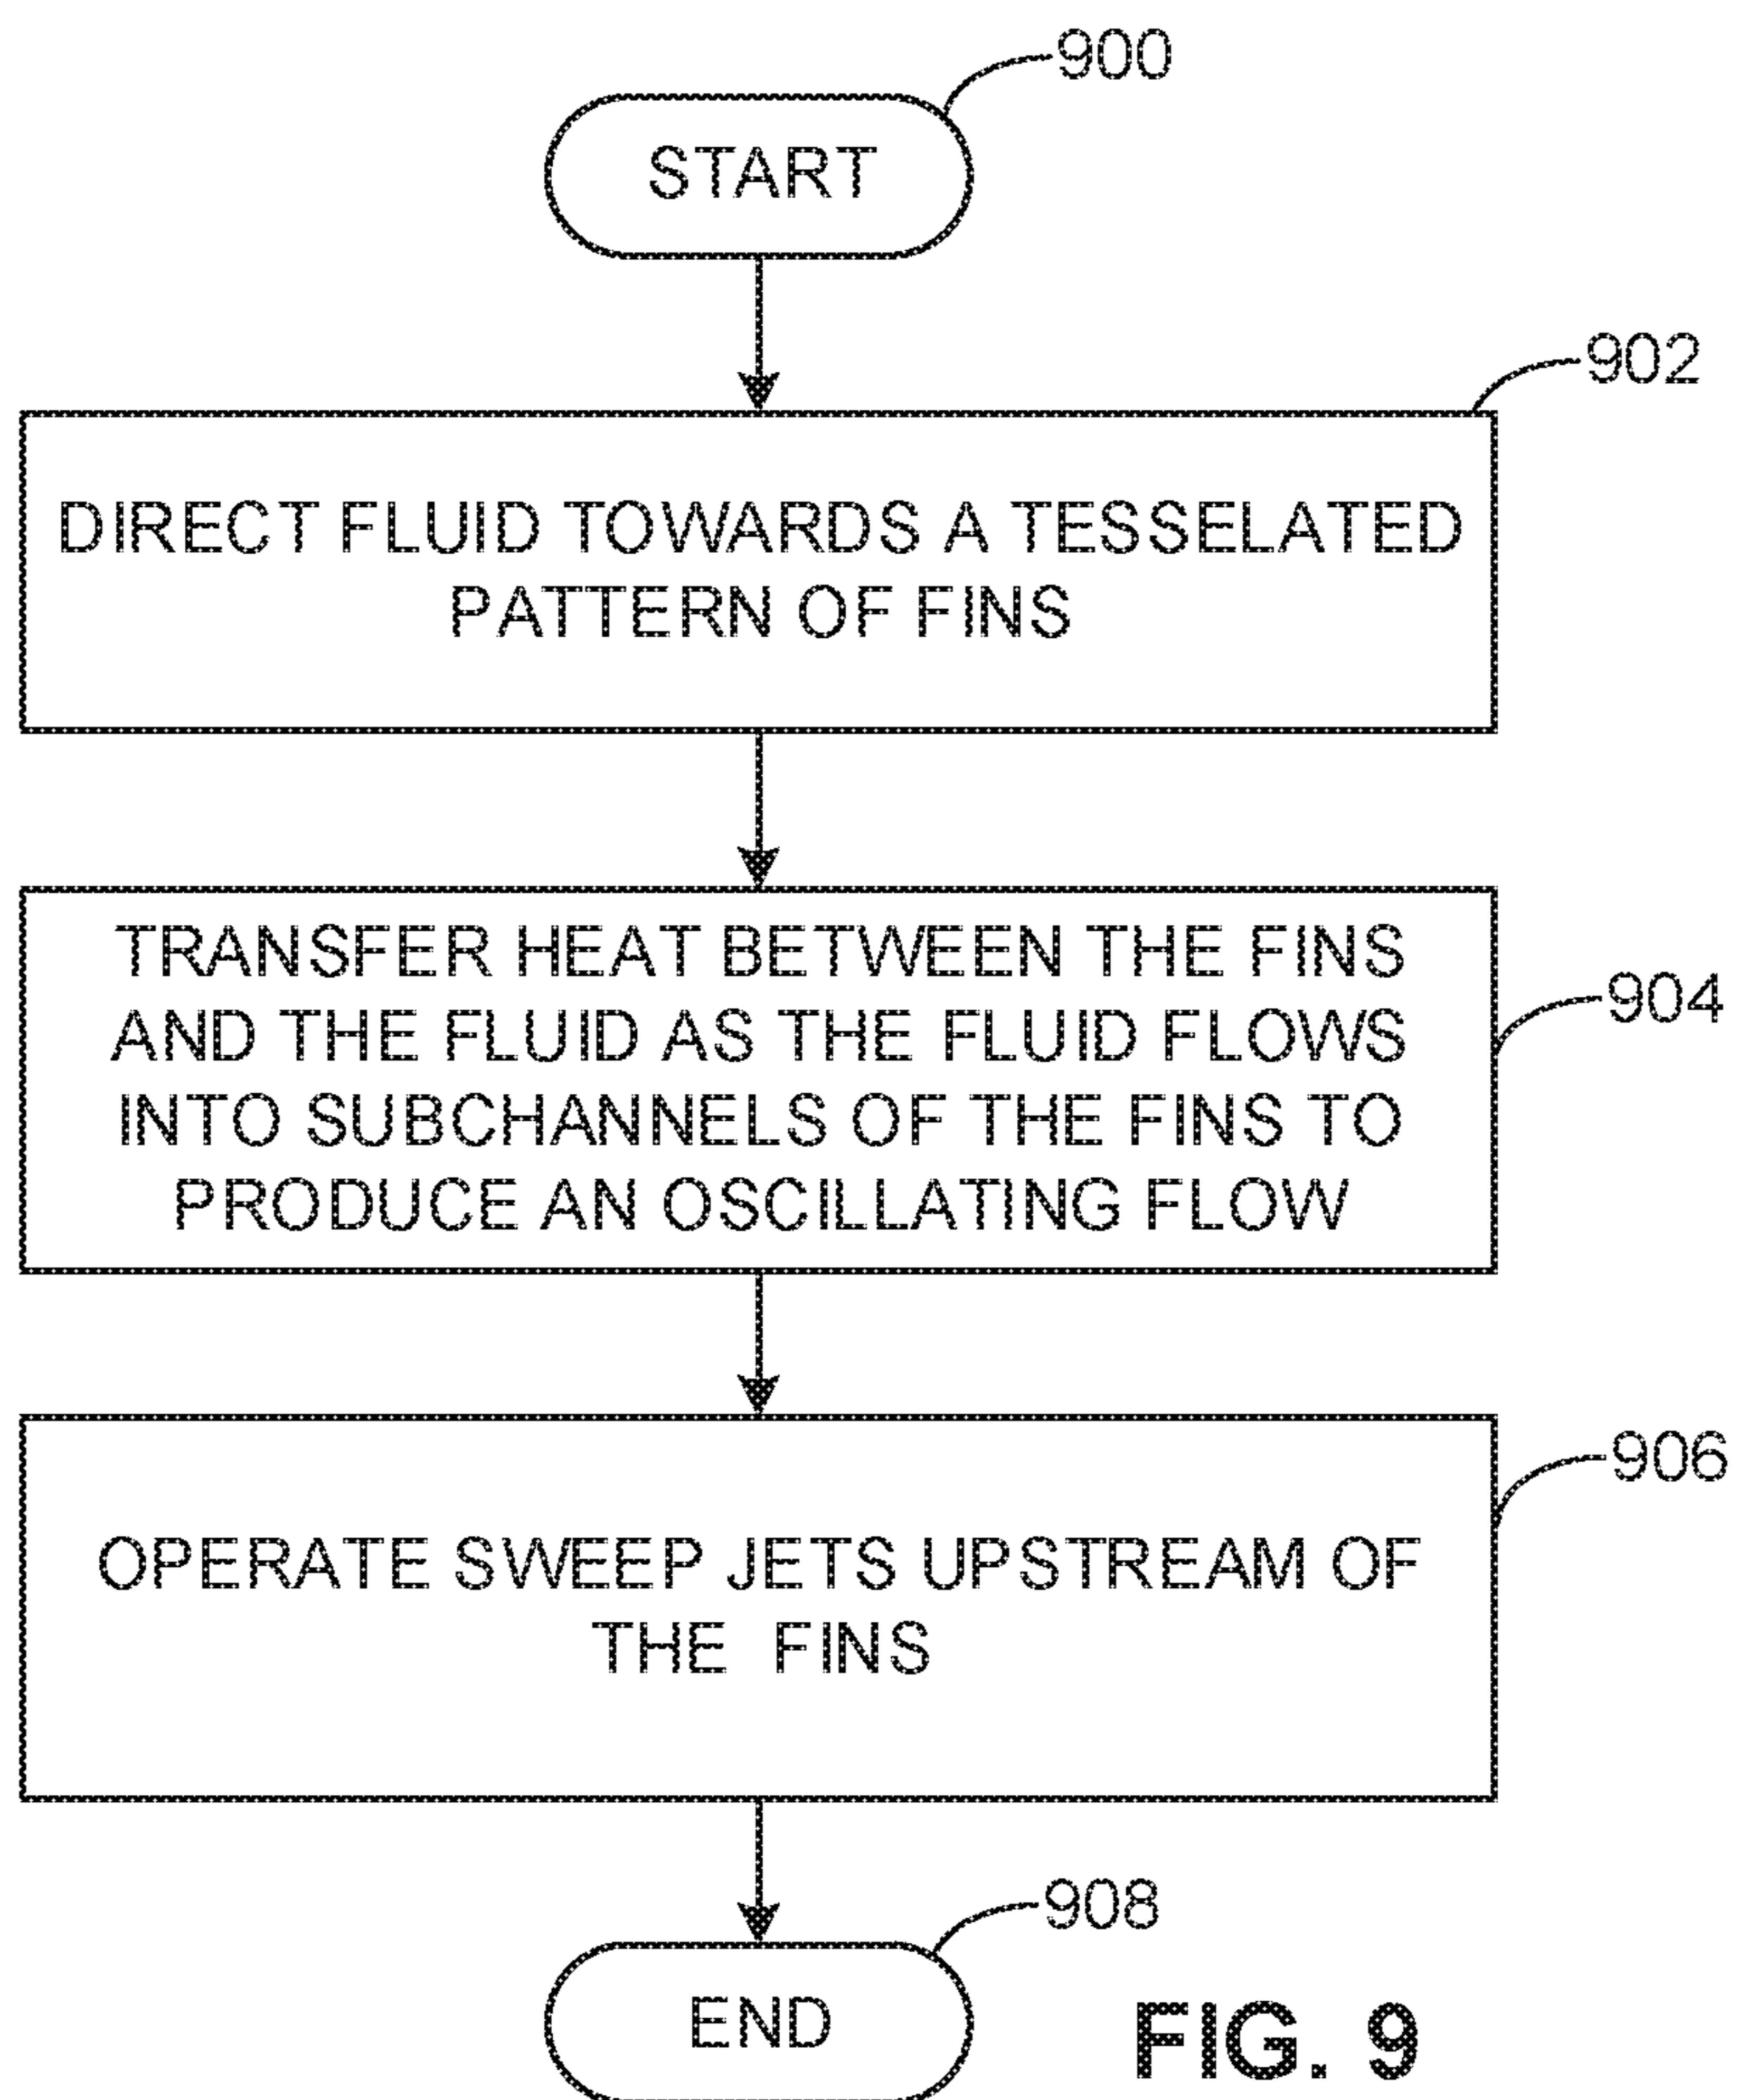 900
START
902
DIRECT FLUID TOWARDS A TESSELATED
PATTERN OF FINS
TRANSFER HEAT BETWEEN THE FINS
AND THE FLUID AS THE FLUID FLOWS
INTO SUBCHANNELS OF THE FINS TO
PRODUCE AN OSCILLATING FLOW
904
906
OPERATE SWEEP JETS UPSTREAM OF
THE FINS
908
END
FIG. 9